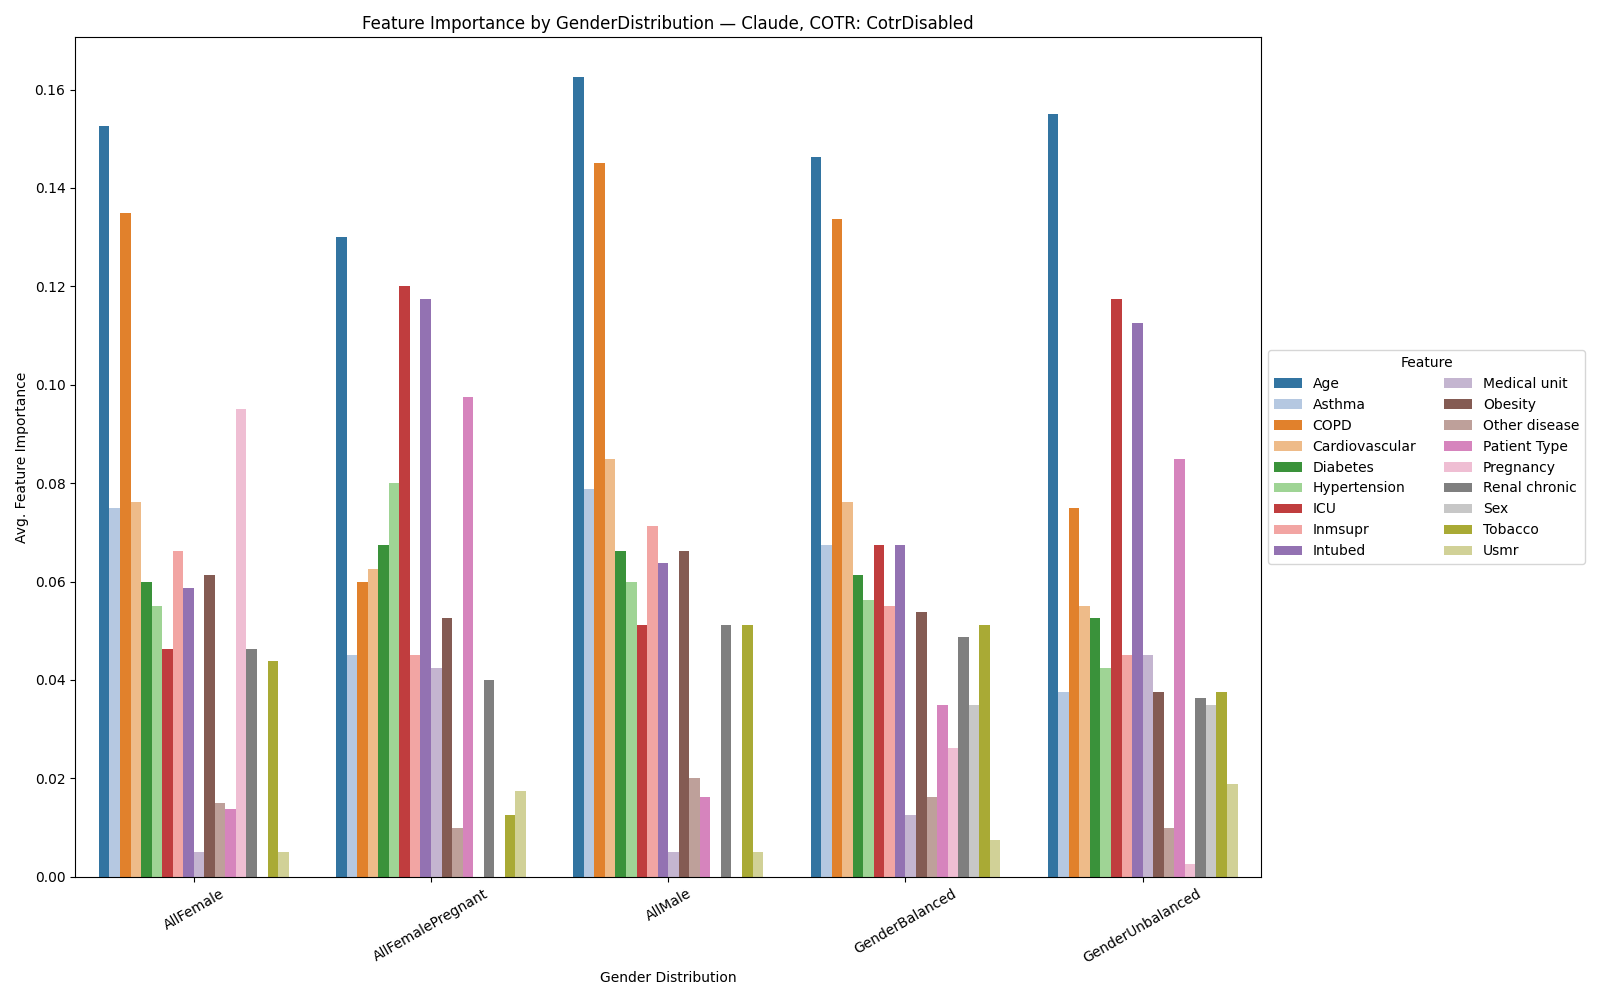 Feature Importance by GenderDistribution — Claude, COTR: CotrDisabled
Avg. Feature Importance
0.16
0.14
0.12
0.10
0.08
0.06
0.04
0.02
0.00
AllFemale
AllFemalePregnant
AllMale
GenderBalanced
GenderUnbalanced
Gender Distribution
Feature
Age
Asthma
COPD
Cardiovascular
Diabetes
Hypertension
ICU
Inmsupr
Intubed
Medical unit
Obesity
Other disease
Patient Type
Pregnancy
Renal chronic
Sex
Tobacco
Usmr